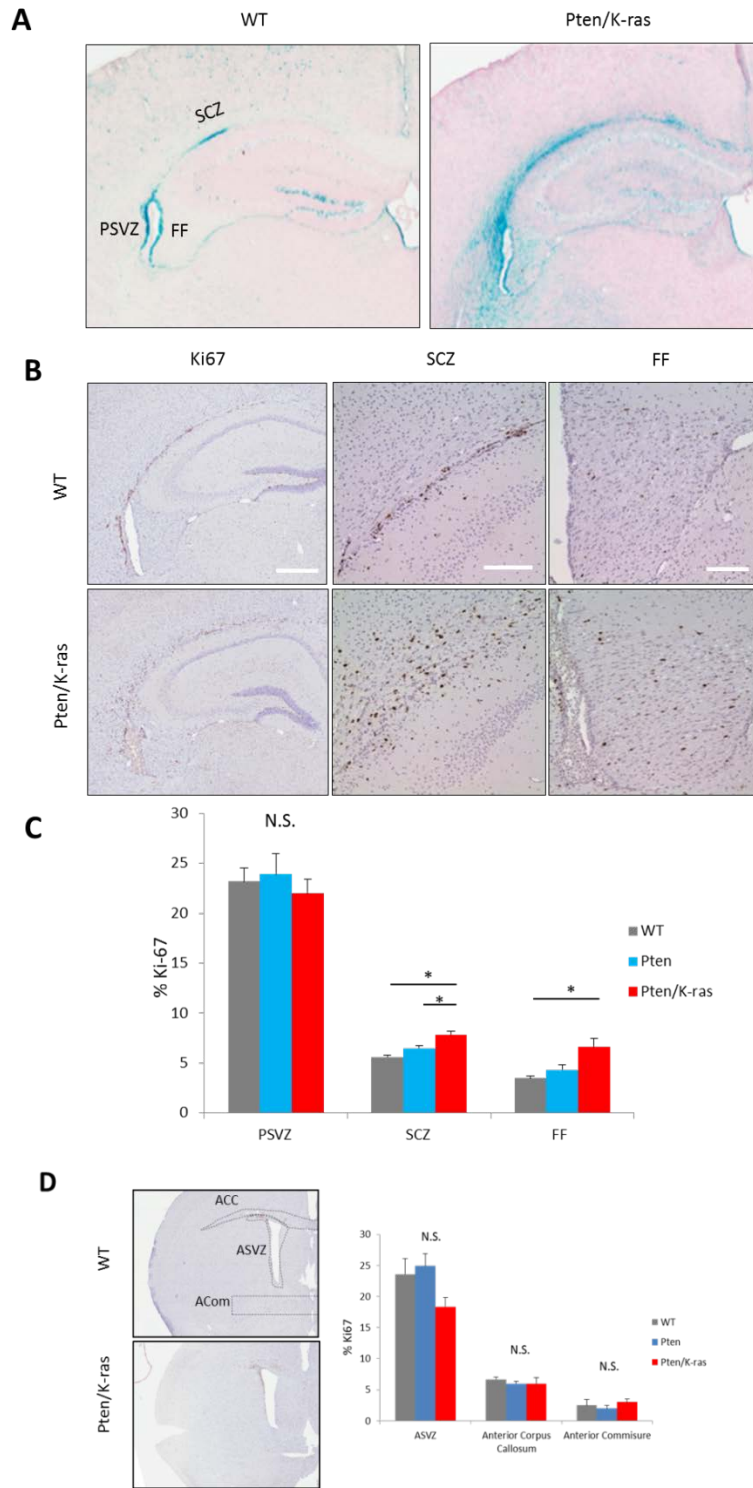 A
WT
Pten/K-ras
SCZ
PSVZ
FF
Ki67
SCZ
FF
B
WT
Pten/K-ras
C
N.S.
30
25
20
15
10
5
0
% Ki-67
*
*
*
WT
Pten
Pten/K-ras
PSVZ
SCZ
FF
D
WT
ACC
ASVZ
ACom
Pten/K-ras
30
25
20
15
10
5
0
% Ki67
N.S.
N.S.
N.S.
WT
Pten
Pten/K-ras
ASVZ
Anterior Corpus
Callosum
Anterior Commisure